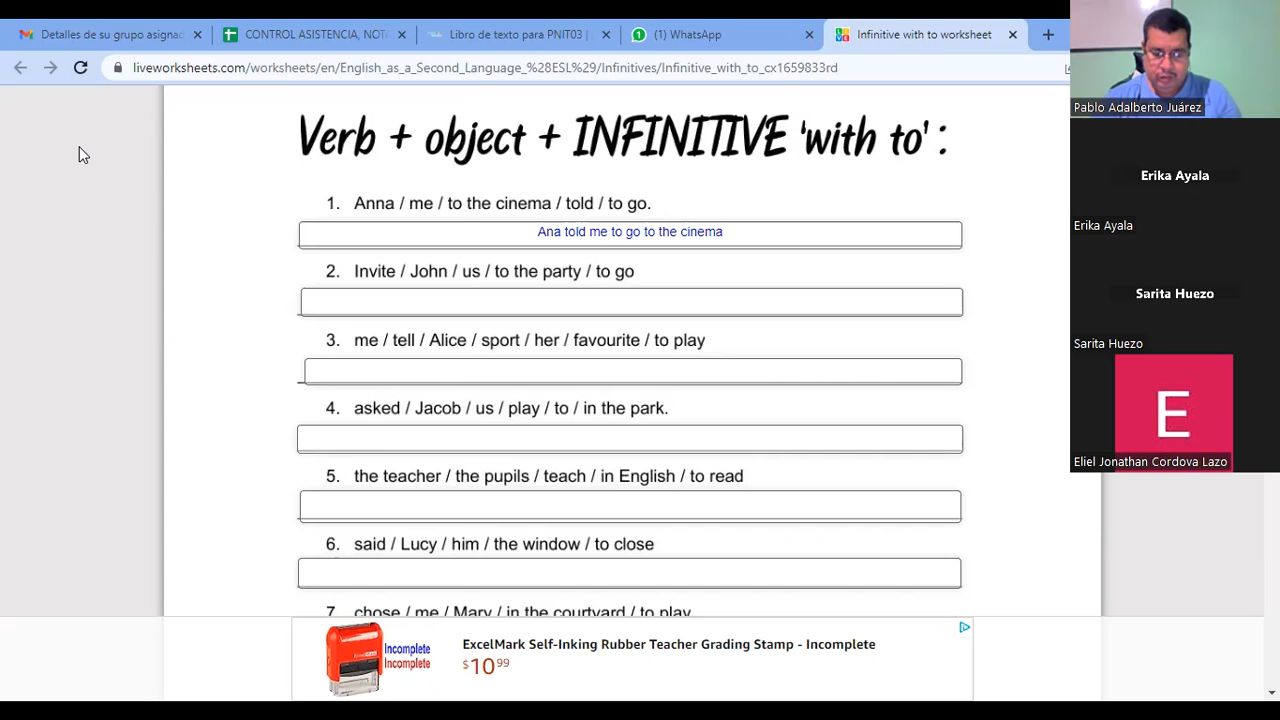 Detalles de su grupo asignac
CONTROL ASISTENCIA, NOT
Libro de texto para PNIT03 |
(1) WhatsApp
Infinitive with to worksheet
liveworksheets.com/worksheets/en/English_as_a_Second_Language_%28ESL%29/Infinitives/Infinitive_with_to_cx1659833rd
Verb + object + INFINITIVE 'with to' :
1. Anna / me / to the cinema / told / to go.
Ana told me to go to the cinema
2. Invite / John / us / to the party / to go
3. me / tell / Alice / sport / her / favourite / to play
4. asked / Jacob / us / play / to / in the park.
5. the teacher / the pupils / teach / in English / to read
6. said / Lucy / him / the window / to close
7. chose / me / Mary / in the courtyard / to play
Incomplete
Incomplete
ExcelMark Self-Inking Rubber Teacher Grading Stamp - Incomplete
$10 99
Pablo Adalberto Juárez
Erika Ayala
Erika Ayala
Sarita Huezo
Sarita Huezo
E
Eliel Jonathan Cordova Lazo